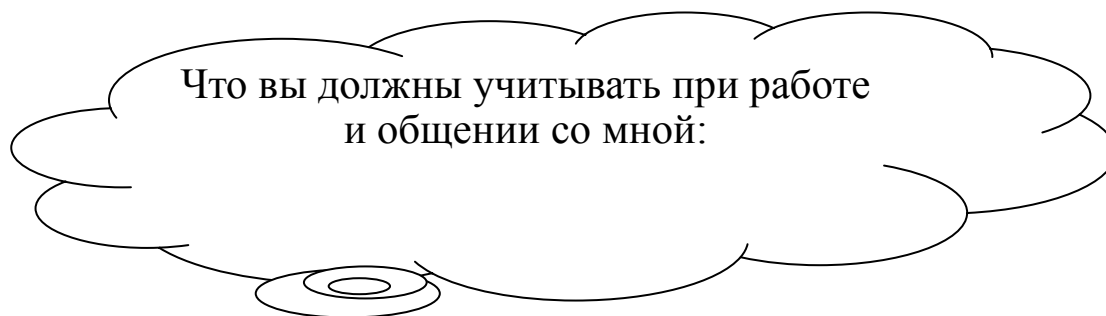 Что вы должны учитывать при работе
и общении со мной: